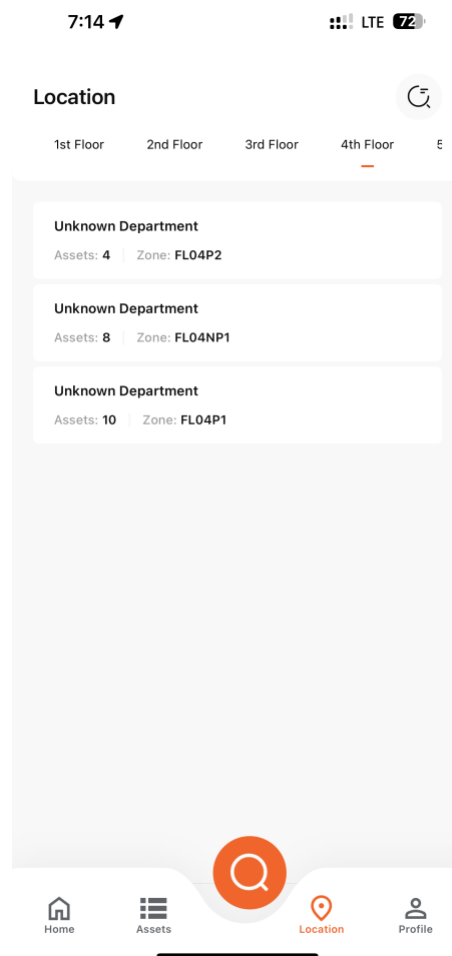 7:14 LTE 72
Location
1st Floor 2nd Floor 3rd Floor 4th Floor 5
Unknown Department
Assets: 4 Zone: FL04P2
Unknown Department
Assets: 8 Zone: FL04NP1
Unknown Department
Assets: 10 Zone: FL04P1
Home Assets Location Profile